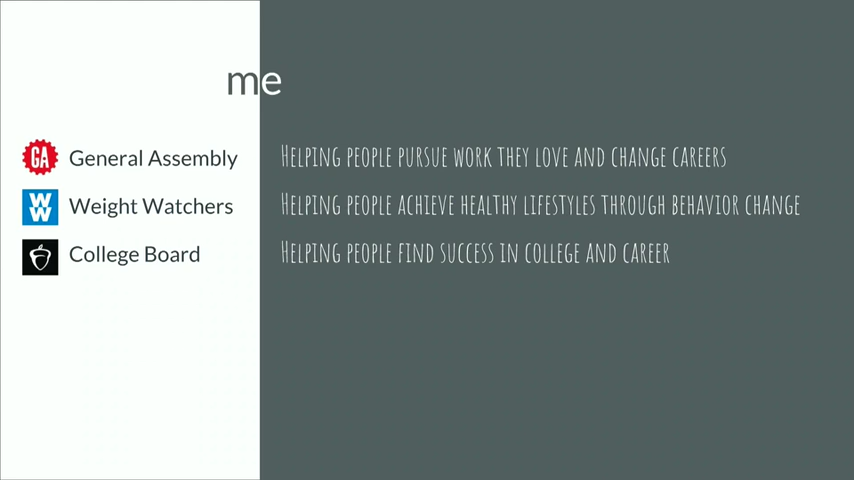 me
GA General Assembly Helping people pursue work they love and change careers
WW Weight Watchers Helping people achieve healthy lifestyles through behavior change
College Board Helping people find success in college and career